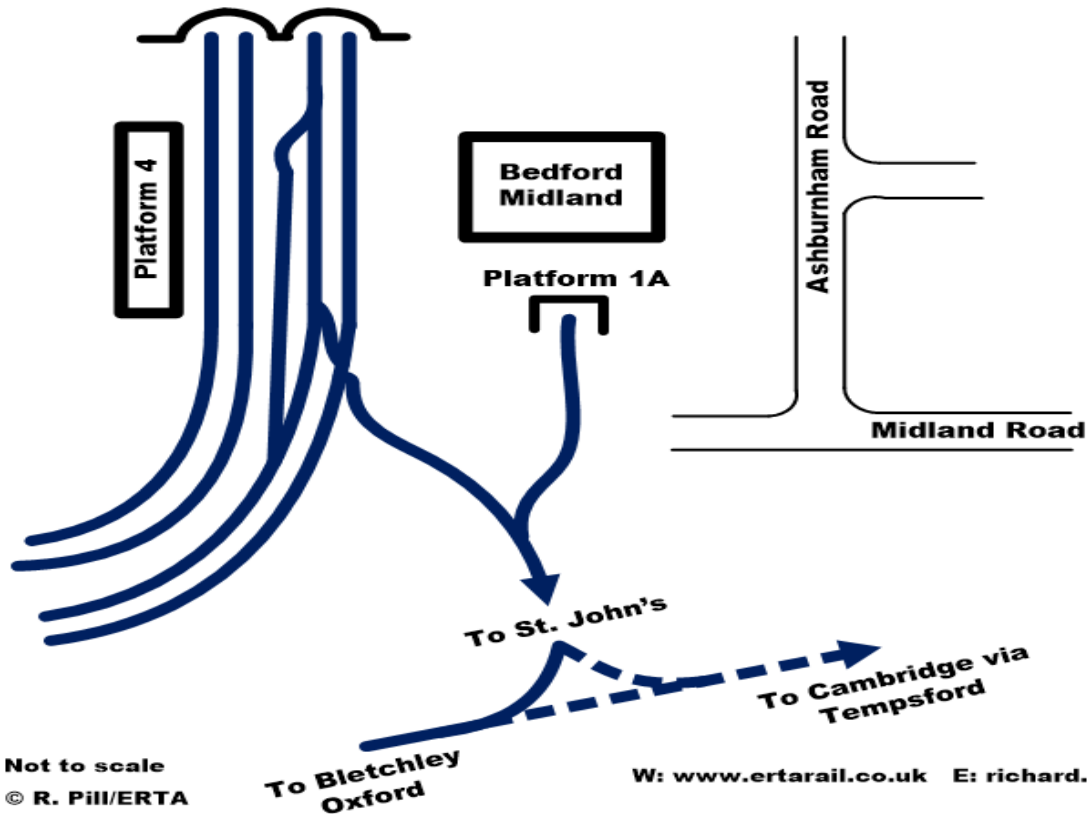 Platform 4
Bedford
Midland
Platform 1A
Ashburnham Road
Midland Road
To St. John's
To Cambridge via
Tempsford
To Bletchley
Oxford
Not to scale
© R. Pill/ERTA
W: www.ertarail.co.uk E: richard.